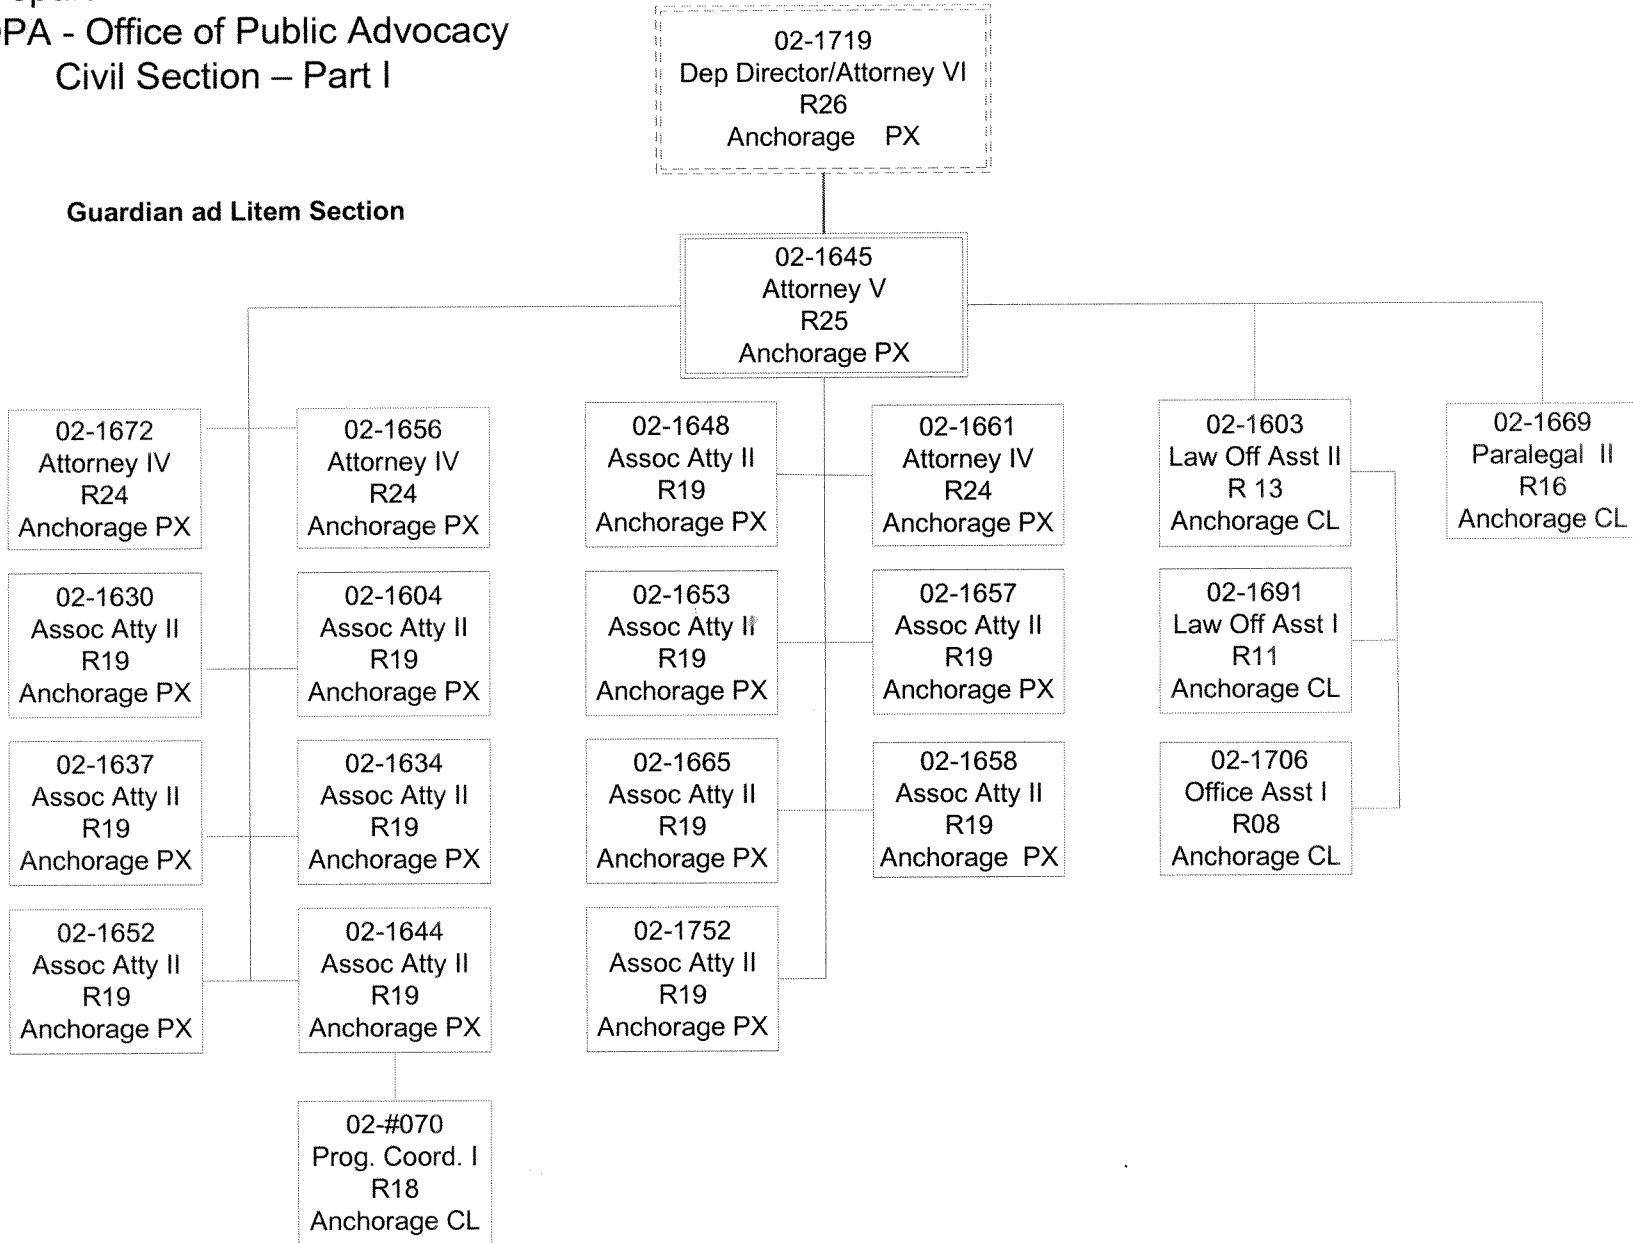 PA - Office of Public Advocacy
Civil Section – Part I
Guardian ad Litem Section
02-1719
Dep Director/Attorney VI
R26
Anchorage PX
02-1645
Attorney V
R25
Anchorage PX
02-1672
Attorney IV
R24
Anchorage PX
02-1656
Attorney IV
R24
Anchorage PX
02-1648
Assoc Atty II
R19
Anchorage PX
02-1661
Attorney IV
R24
Anchorage PX
02-1603
Law Off Asst II
R 13
Anchorage CL
02-1669
Paralegal II
R16
Anchorage CL
02-1630
Assoc Atty II
R19
Anchorage PX
02-1604
Assoc Atty II
R19
Anchorage PX
02-1653
Assoc Atty II
R19
Anchorage PX
02-1657
Assoc Atty II
R19
Anchorage PX
02-1691
Law Off Asst I
R11
Anchorage CL
02-1637
Assoc Atty II
R19
Anchorage PX
02-1634
Assoc Atty II
R19
Anchorage PX
02-1665
Assoc Atty II
R19
Anchorage PX
02-1658
Assoc Atty II
R19
Anchorage PX
02-1706
Office Asst I
R08
Anchorage CL
02-1652
Assoc Atty II
R19
Anchorage PX
02-1644
Assoc Atty II
R19
Anchorage PX
02-1752
Assoc Atty II
R19
Anchorage PX
02-#070
Prog. Coord. I
R18
Anchorage CL